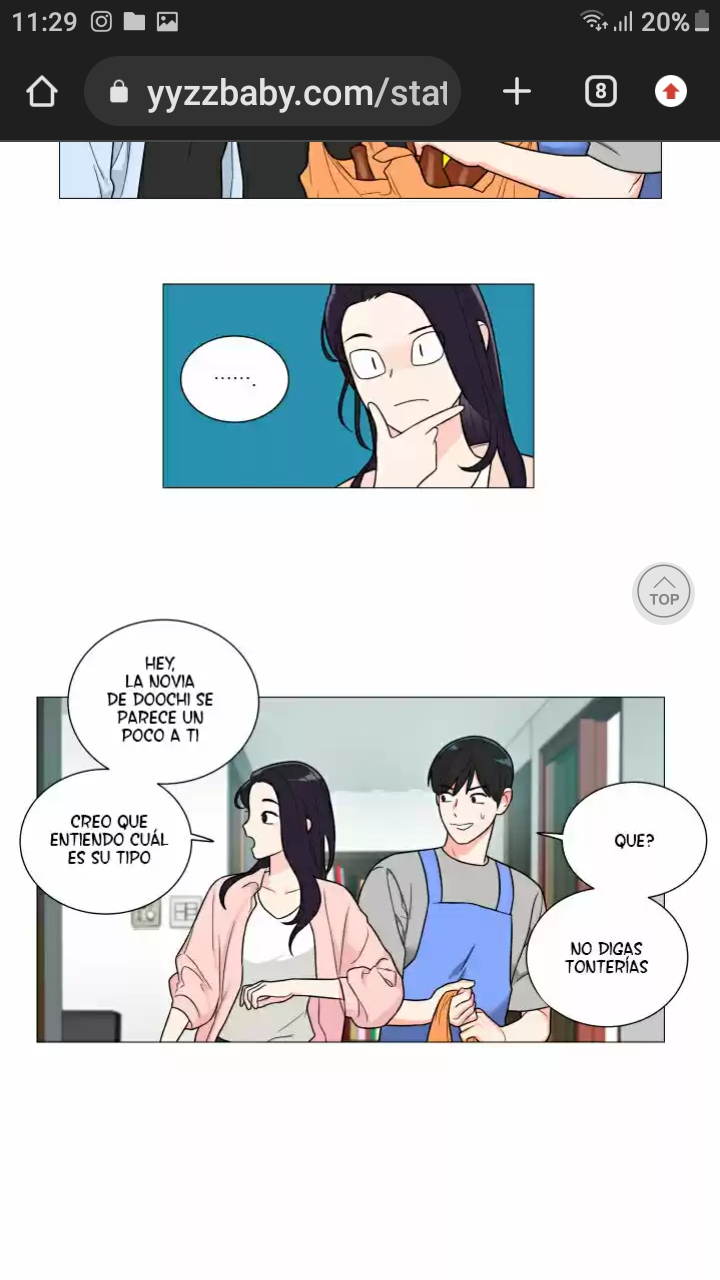 11:29
20%
yyzzbaby.com/stat
8
.......
TOP
HEY,
LA NOVIA
DE DOOCHI SE
PARECE UN
POCO A TI
CREO QUE
ENTIENDO CUÁL
ES SU TIPO
QUE?
NO DIGAS
TONTERÍAS